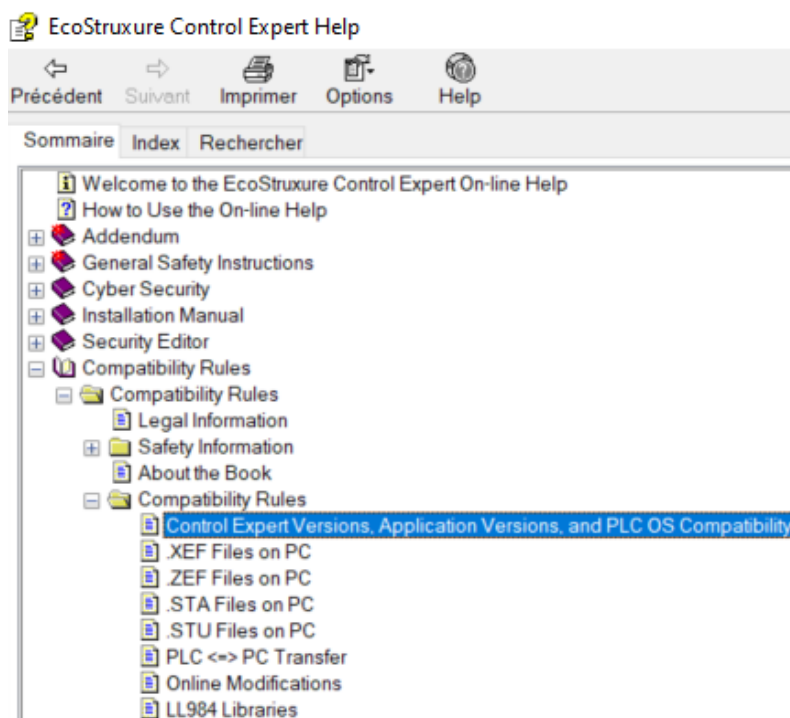 EcoStruxure Control Expert Help
Précédent Suivant Imprimer Options Help
Sommaire Index Rechercher
Welcome to the EcoStruxure Control Expert On-line Help
How to Use the On-line Help
Addendum
General Safety Instructions
Cyber Security
Installation Manual
Security Editor
Compatibility Rules
Compatibility Rules
Legal Information
Safety Information
About the Book
Compatibility Rules
Control Expert Versions, Application Versions, and PLC OS Compatibility
.XEF Files on PC
.ZEF Files on PC
.STA Files on PC
.STU Files on PC
PLC <=> PC Transfer
Online Modifications
LL984 Libraries